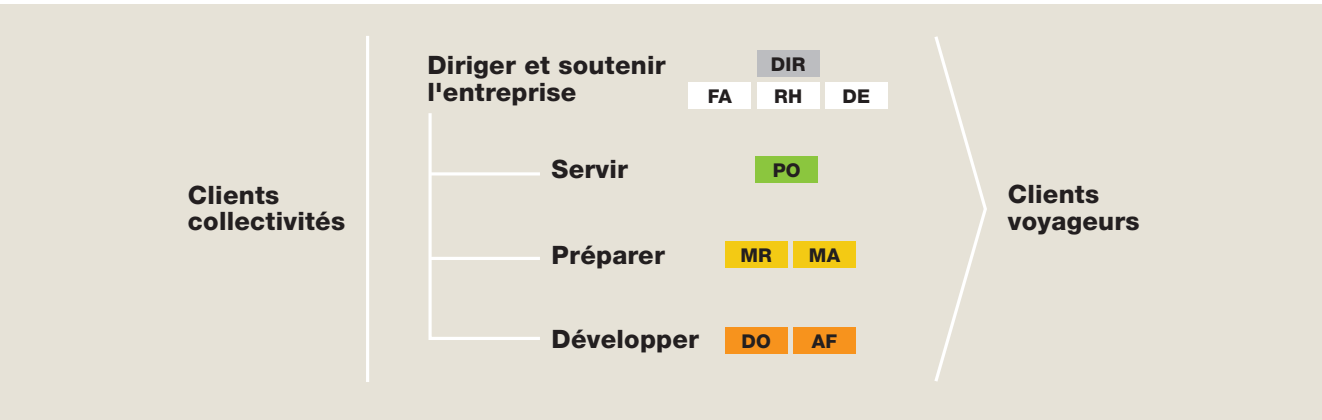 Clients
collectivités
Diriger et soutenir
l'entreprise
DIR
FA RH DE
Servir PO
Préparer MR MA
Développer DO AF
Clients
voyageurs